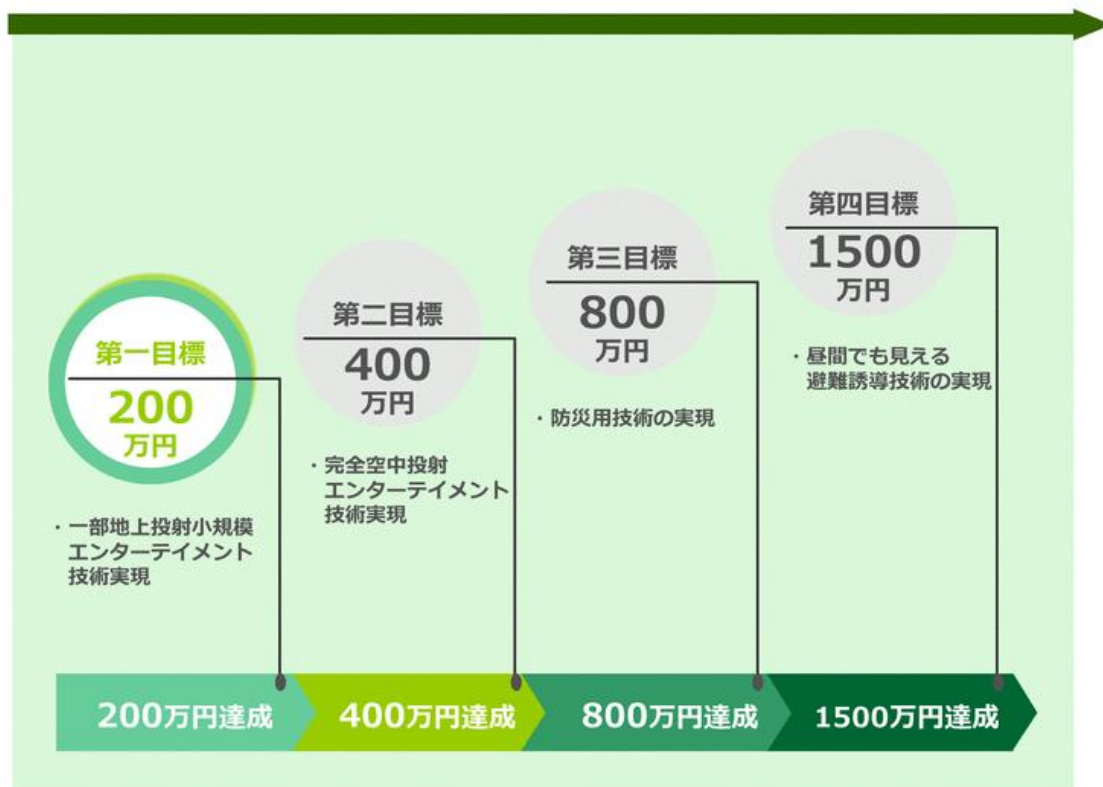 第一目標
200
万円
・一部地上投射小規模
エンターテイメント
技術実現
第二目標
400
万円
・完全空中投射
エンターテイメント
技術実現
第三目標
800
万円
・防災用技術の実現
第四目標
1500
万円
・昼間でも見える
避難誘導技術の実現
200万円達成
400万円達成
800万円達成
1500万円達成